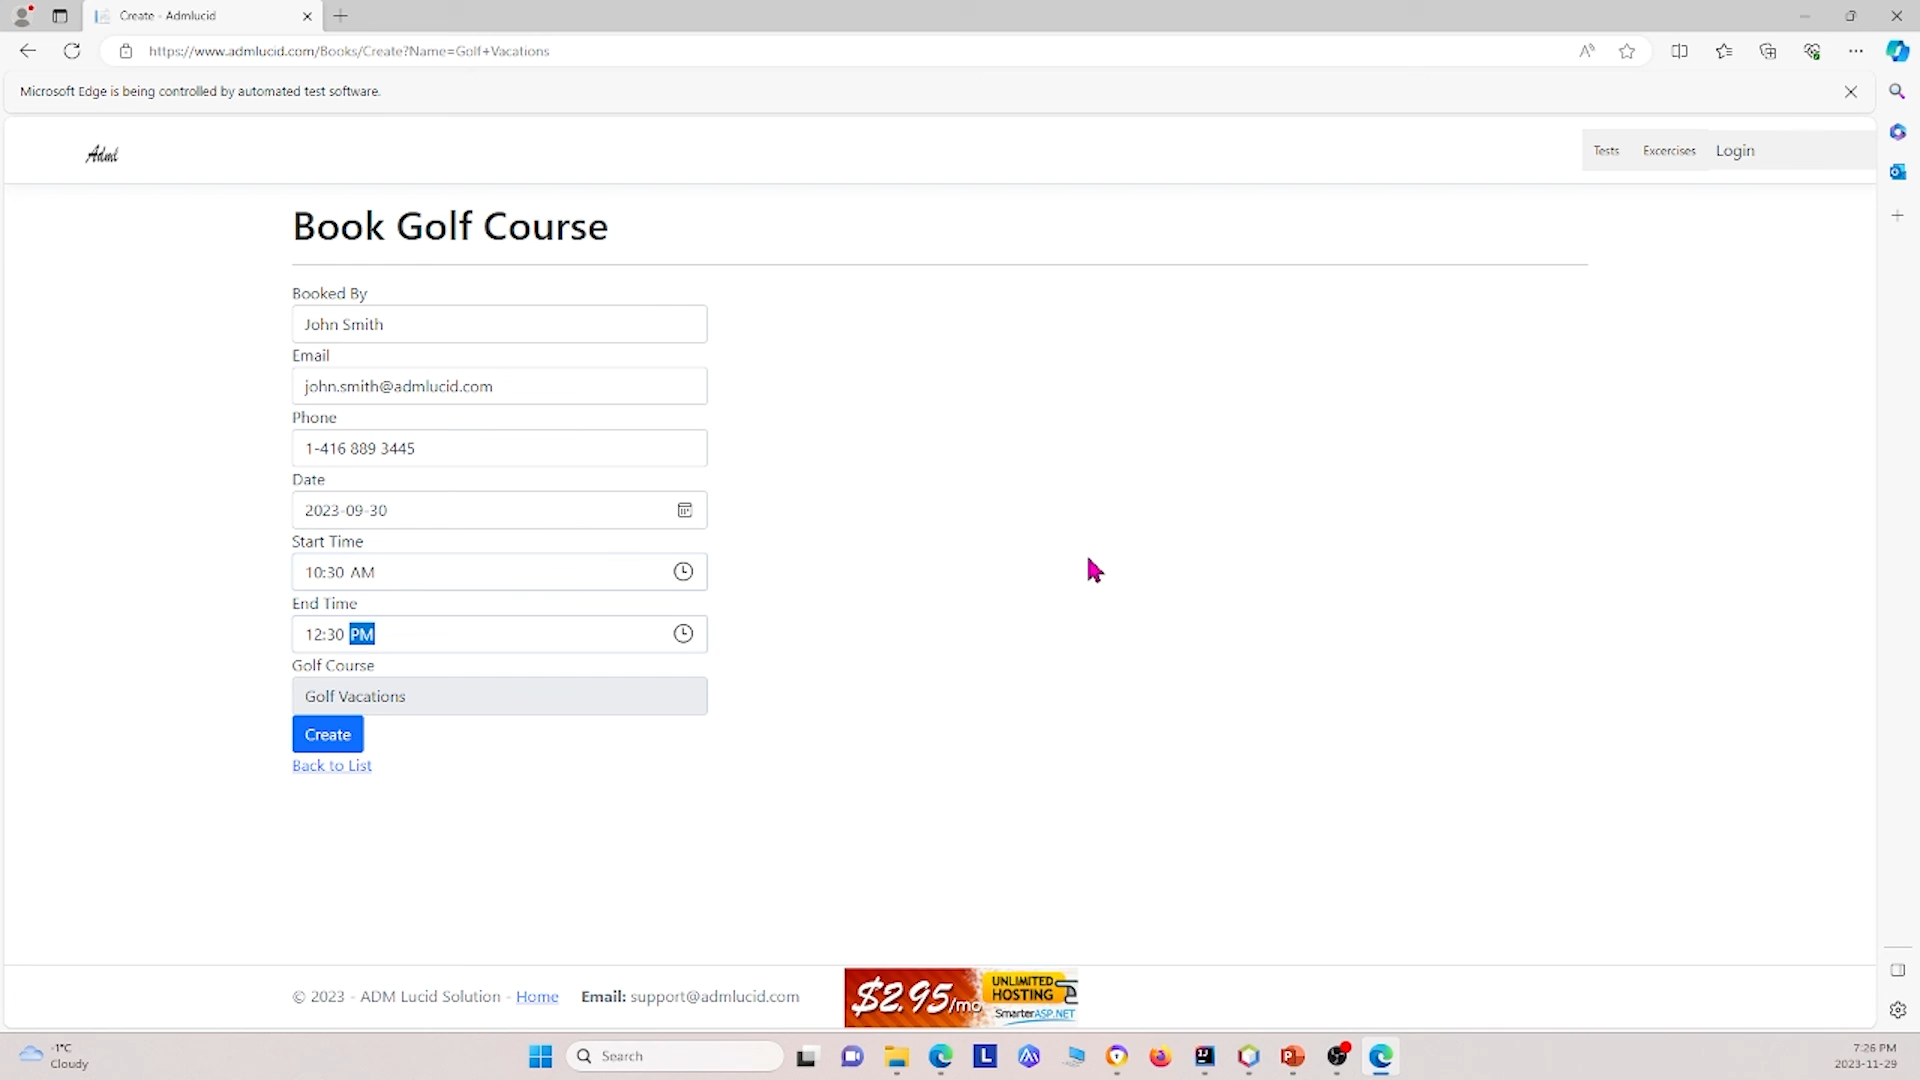 Create - Admlucid
https://www.admlucid.com/Books/Create?Name=Golf+Vacations
Microsoft Edge is being controlled by automated test software.
Adml
Tests Excercises Login
Book Golf Course
Booked By
John Smith
Email
john.smith@admlucid.com
Phone
1-416 889 3445
Date
2023-09-30
Start Time
10:30 AM
End Time
12:30 PM
Golf Course
Golf Vacations
Create
Back to List
© 2023 - ADM Lucid Solution - Home Email: support@admlucid.com
$2.95/mo
UNLIMITED
HOSTING
SmarterASP.NET
-1°C
Cloudy
Search
7:26 PM
2023-11-29